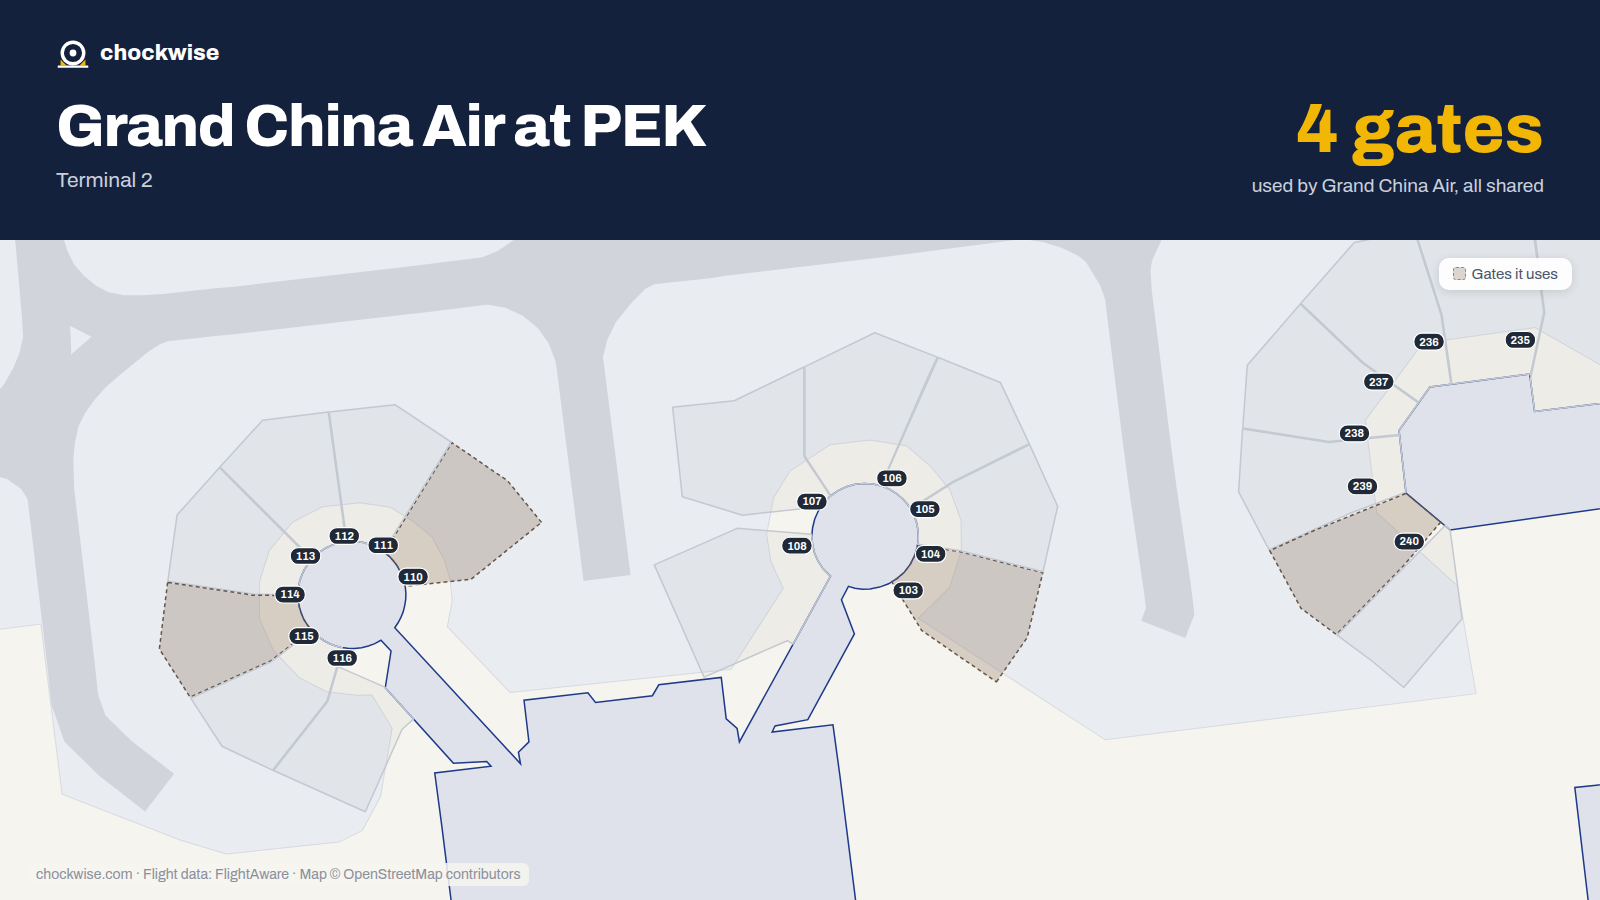 chockwise
Grand China Air at PEK
Terminal 2
4 gates
used by Grand China Air, all shared
Gates it uses
236
235
237
238
239
240
106
107
105
108
104
103
112
111
113
110
114
115
116
chockwise.com · Flight data: FlightAware · Map © OpenStreetMap contributors